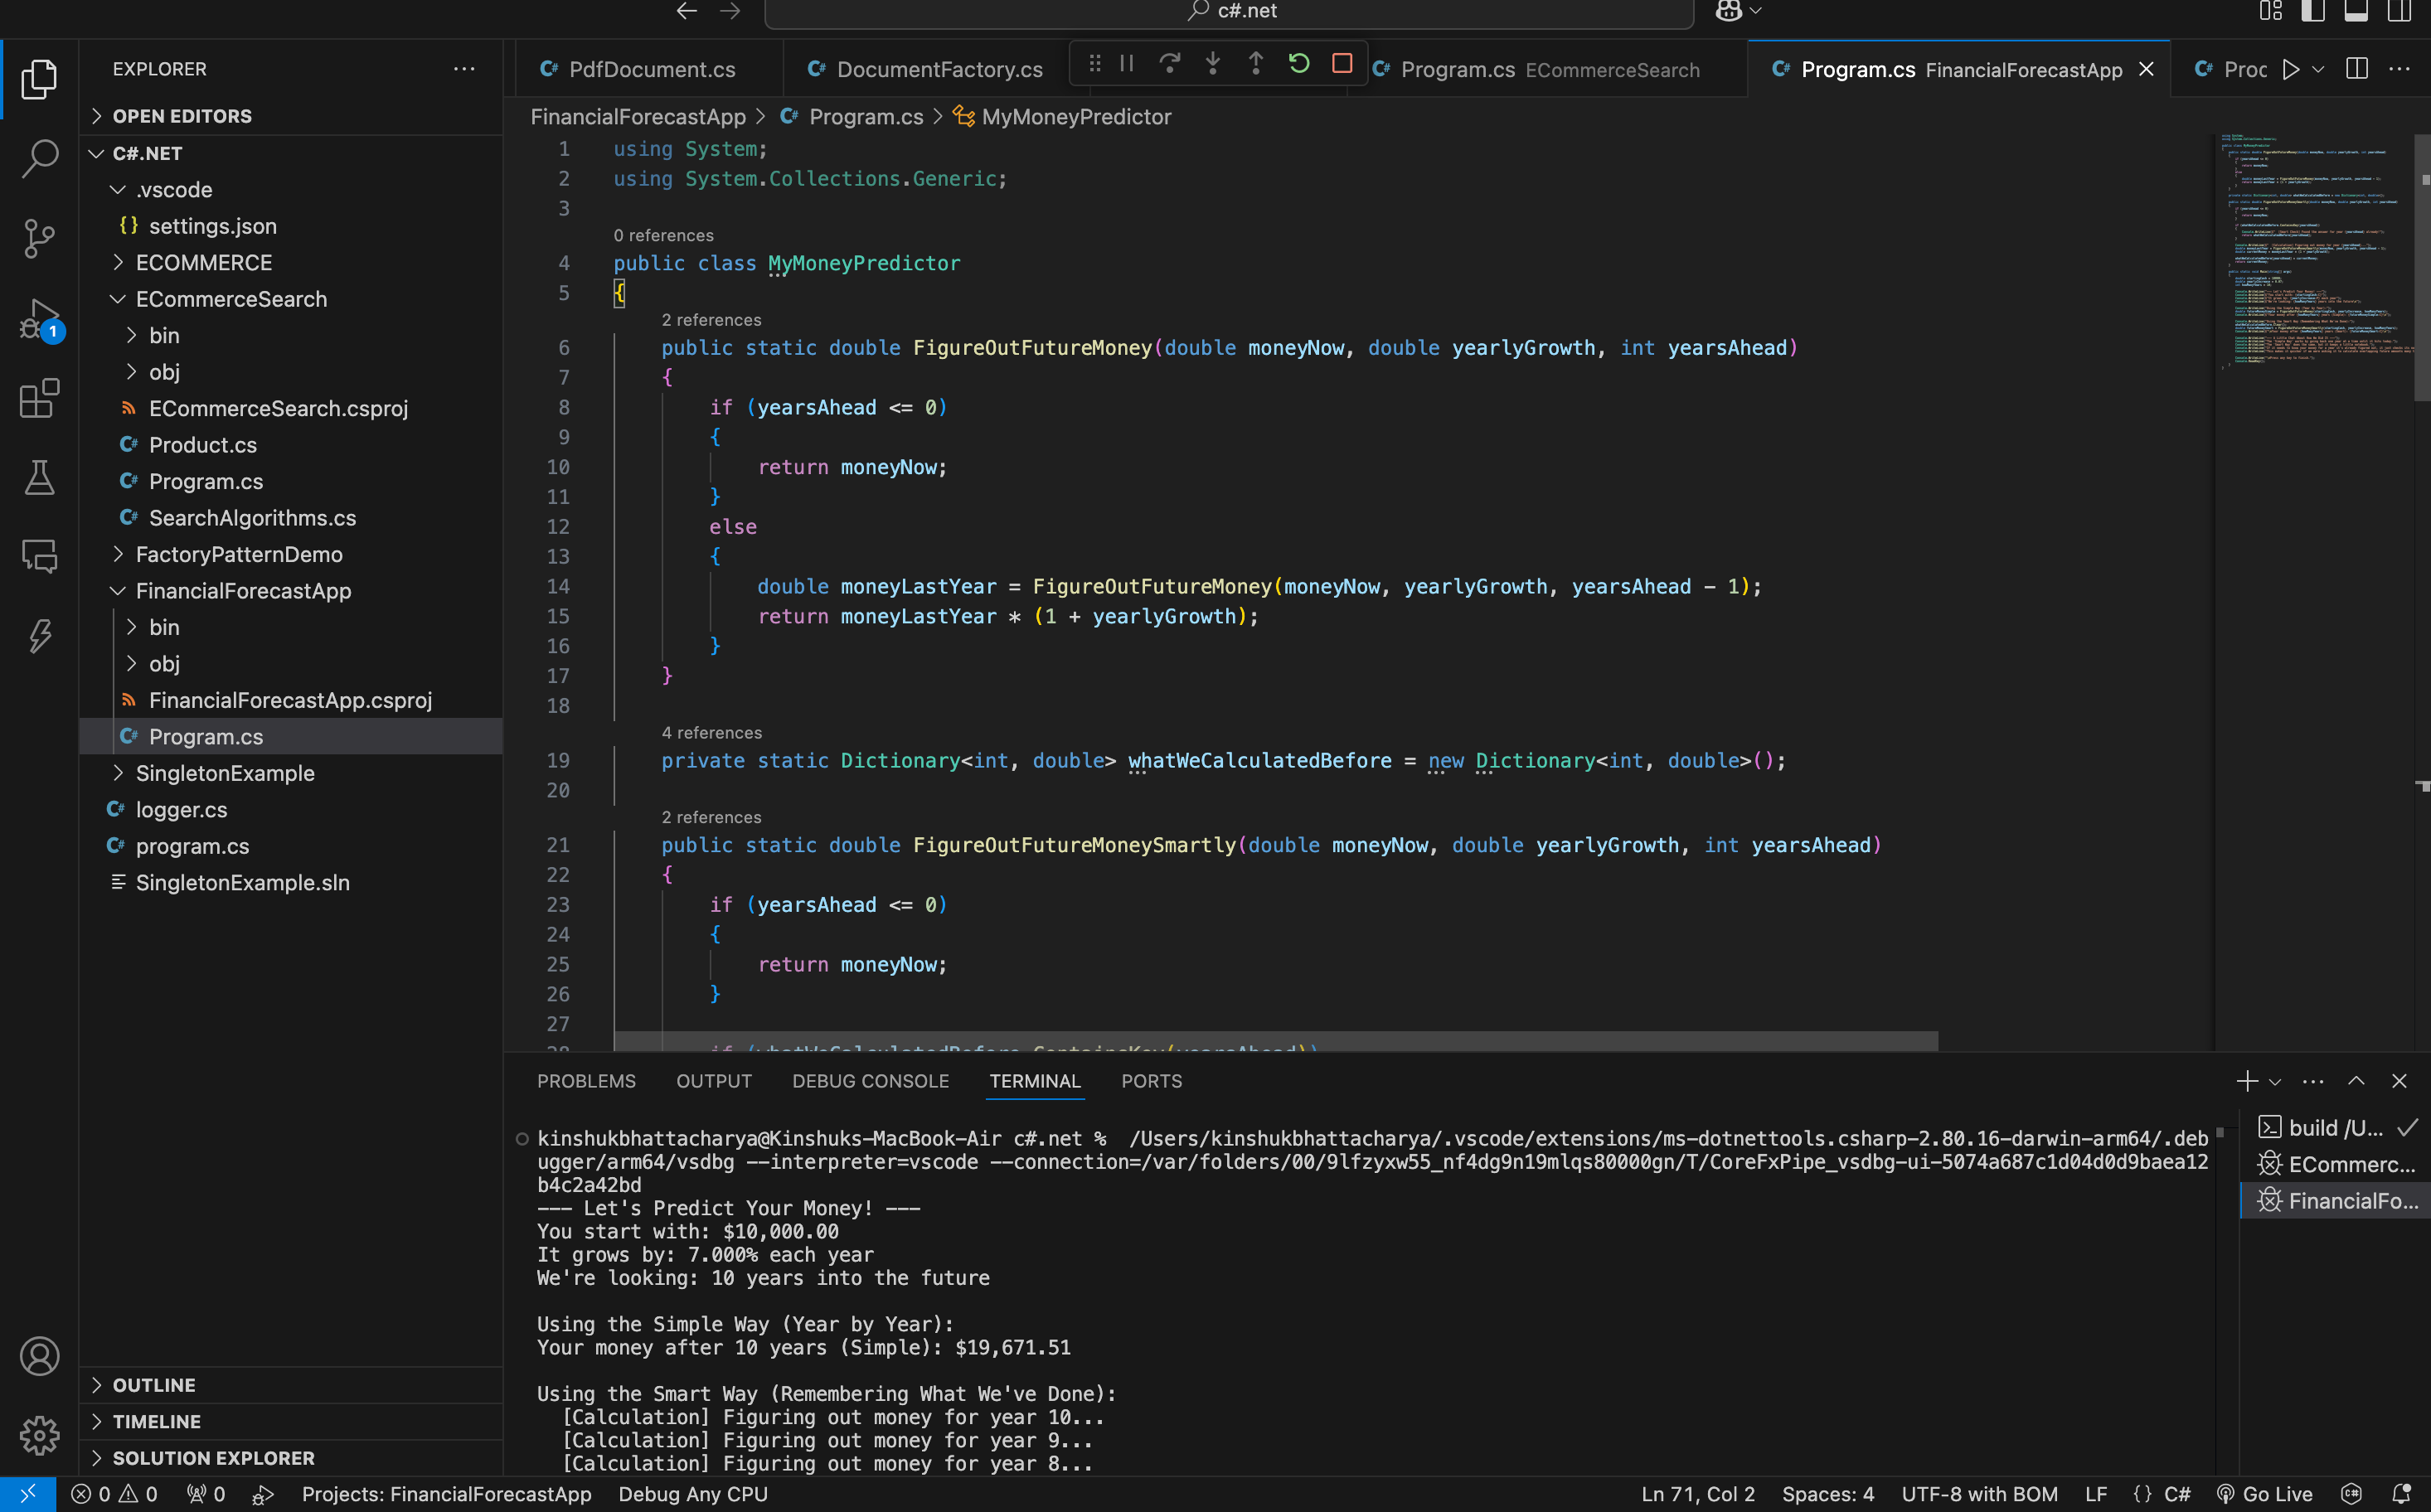 c#.net
EXPLORER
OPEN EDITORS
C#.NET
.vscode
{} settings.json
ECOMMERCE
ECommerceSearch
bin
obj
ECommerceSearch.csproj
C# Product.cs
C# Program.cs
C# SearchAlgorithms.cs
FactoryPatternDemo
FinancialForecastApp
bin
obj
FinancialForecastApp.csproj
C# Program.cs
SingletonExample
C# logger.cs
C# program.cs
SingletonExample.sln
OUTLINE
TIMELINE
SOLUTION EXPLORER
1
C# PdfDocument.cs
C# DocumentFactory.cs
C# Program.cs ECommerceSearch
C# Program.cs FinancialForecastApp
C# Proc
FinancialForecastApp > C# Program.cs > MyMoneyPredictor
1 using System;
2 using System.Collections.Generic;
3
0 references
4 public class MyMoneyPredictor
5 {
2 references
6 public static double FigureOutFutureMoney(double moneyNow, double yearlyGrowth, int yearsAhead)
7 {
8 if (yearsAhead <= 0)
9 {
10 return moneyNow;
11 }
12 else
13 {
14 double moneyLastYear = FigureOutFutureMoney(moneyNow, yearlyGrowth, yearsAhead - 1);
15 return moneyLastYear * (1 + yearlyGrowth);
16 }
17 }
18
4 references
19 private static Dictionary<int, double> whatWeCalculatedBefore = new Dictionary<int, double>();
20
2 references
21 public static double FigureOutFutureMoneySmartly(double moneyNow, double yearlyGrowth, int yearsAhead)
22 {
23 if (yearsAhead <= 0)
24 {
25 return moneyNow;
26 }
27
28 if (whatWeCalculatedBefore.ContainsKey(yearsAhead))
PROBLEMS OUTPUT DEBUG CONSOLE TERMINAL PORTS
kinshukbhattacharya@Kinshuks-MacBook-Air c#.net % /Users/kinshukbhattacharya/.vscode/extensions/ms-dotnettools.csharp-2.80.16-darwin-arm64/.deb
ugger/arm64/vsdbg --interpreter=vscode --connection=/var/folders/00/9lfzyxw55_nf4dg9n19mlqs80000gn/T/CoreFxPipe_vsdbg-ui-5074a687c1d04d0d9baea12
b4c2a42bd
--- Let's Predict Your Money! ---
You start with: $10,000.00
It grows by: 7.000% each year
We're looking: 10 years into the future
Using the Simple Way (Year by Year):
Your money after 10 years (Simple): $19,671.51
Using the Smart Way (Remembering What We've Done):
[Calculation] Figuring out money for year 10...
[Calculation] Figuring out money for year 9...
[Calculation] Figuring out money for year 8...
build /U...
ECommerc...
FinancialFo...
0 0 0 Projects: FinancialForecastApp Debug Any CPU Ln 71, Col 2 Spaces: 4 UTF-8 with BOM LF {} C# Go Live